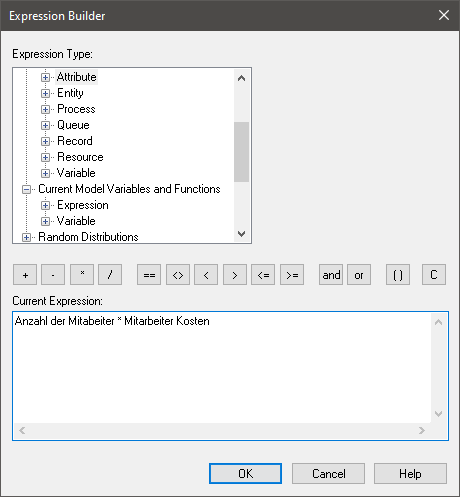 Expression Builder
Expression Type:
Attribute
Entity
Process
Queue
Record
Resource
Variable
Current Model Variables and Functions
Expression
Variable
Random Distributions
+ - * / == <> < > <= >= and or ( ) C
Current Expression:
Anzahl der Mitabeiter * Mitarbeiter Kosten
OK Cancel Help